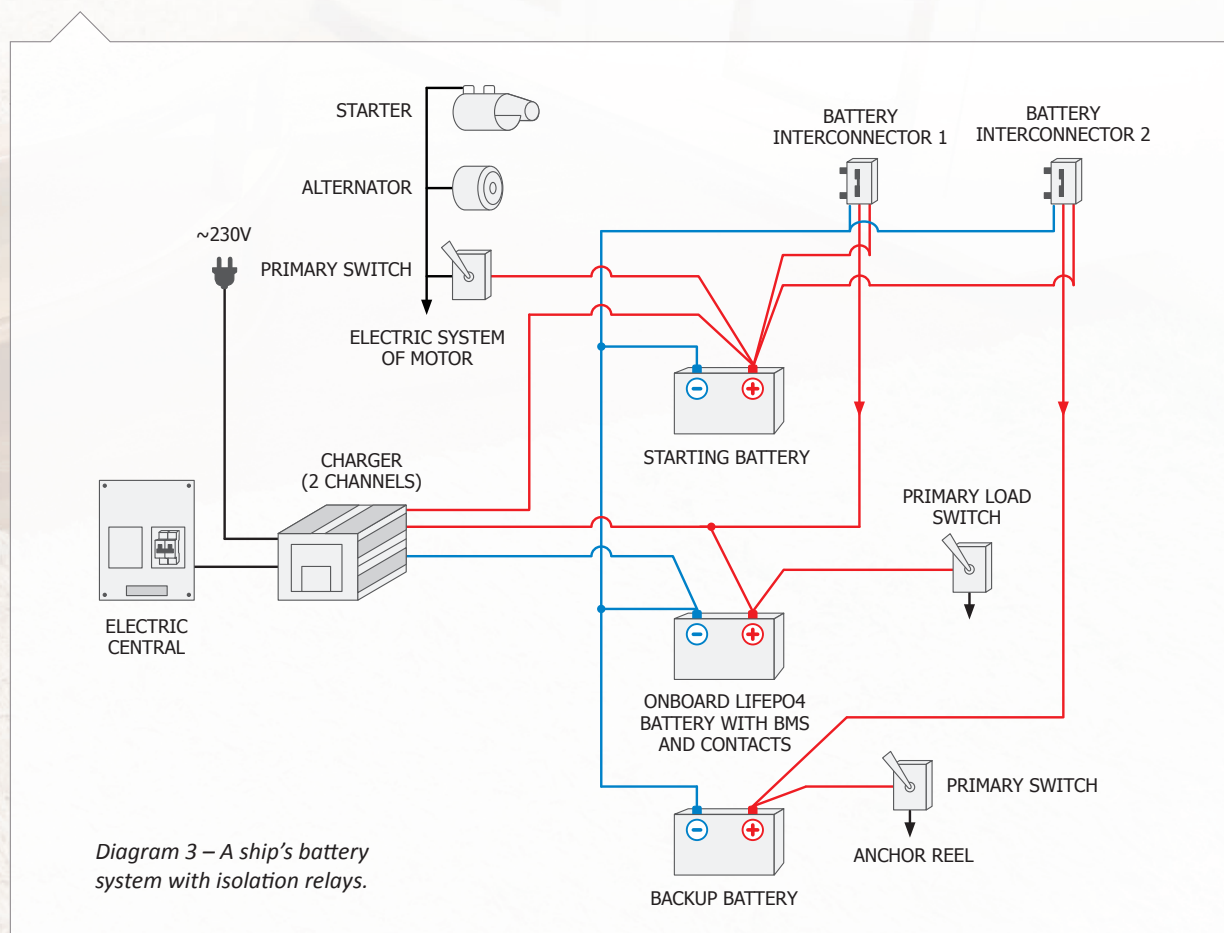 STARTER
ALTERNATOR
~230V
PRIMARY SWITCH
ELECTRIC SYSTEM
OF MOTOR
BATTERY
INTERCONNECTOR 1
BATTERY
INTERCONNECTOR 2
STARTING BATTERY
CHARGER
(2 CHANNELS)
PRIMARY LOAD
SWITCH
ELECTRIC
CENTRAL
ONBOARD LIFEPO4
BATTERY WITH BMS
AND CONTACTS
PRIMARY SWITCH
ANCHOR REEL
BACKUP BATTERY
Diagram 3 – A ship's battery
system with isolation relays.